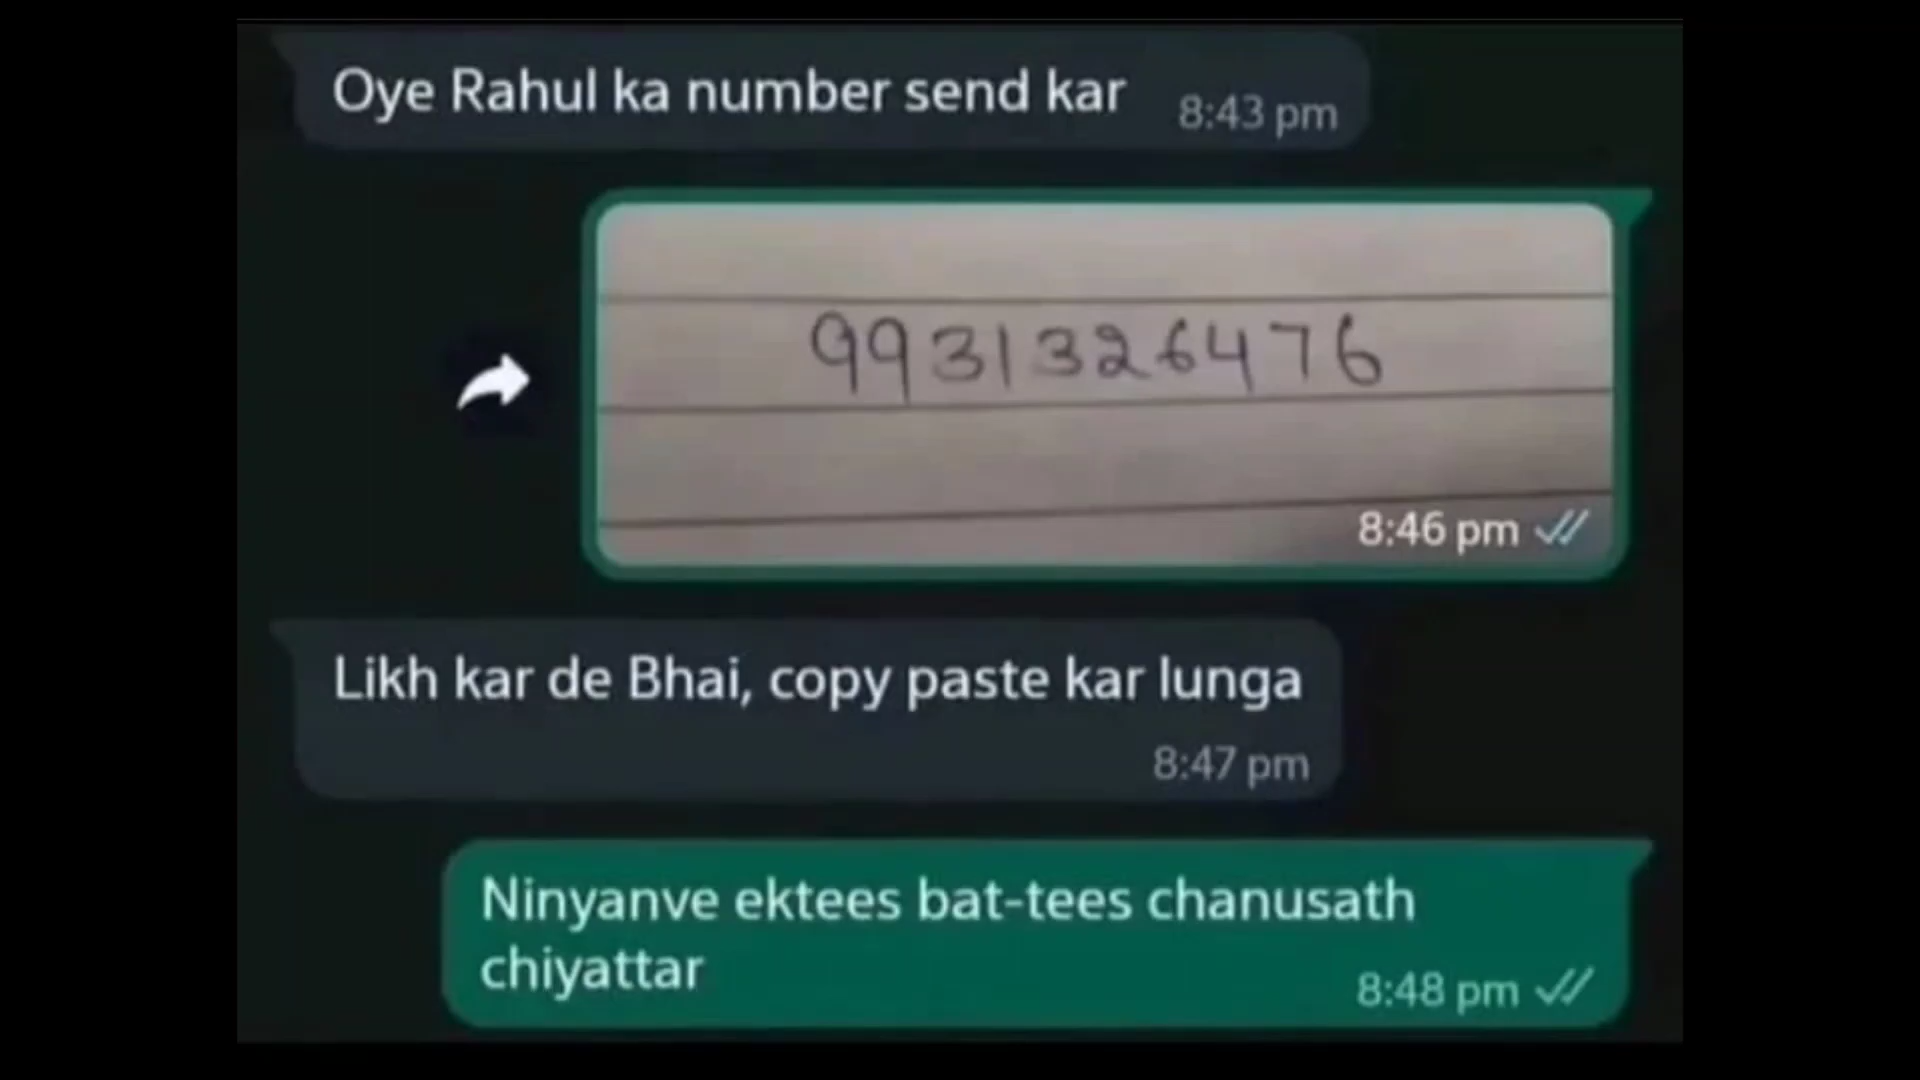 Oye Rahul ka number send kar
8:43 pm
9931326476
8:46 pm
Likh kar de Bhai, copy paste kar lunga
8:47 pm
Ninyanve ektees bat-tees chanusath
chiyattar
8:48 pm